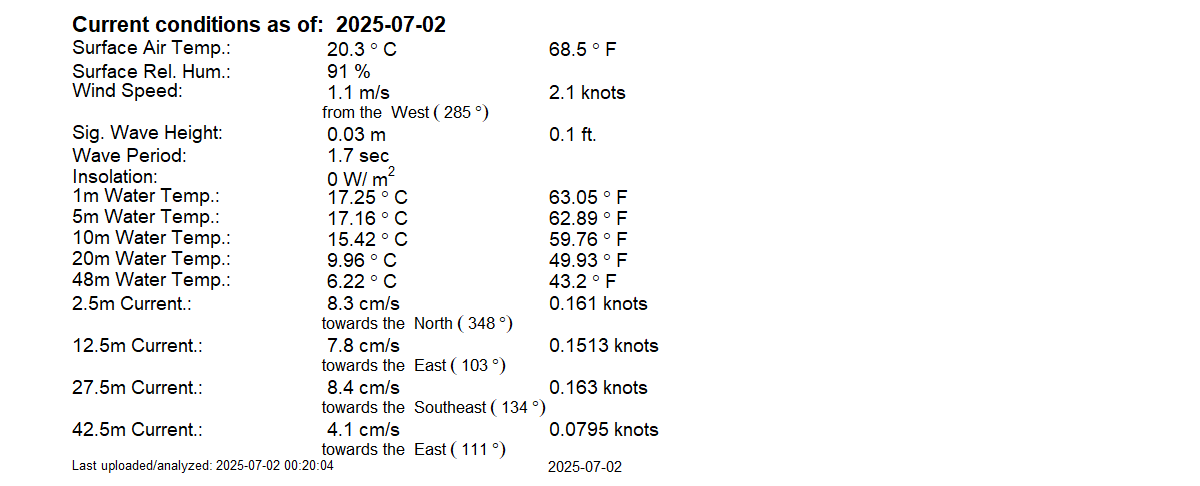 Current conditions as of: 2025-07-02
Surface Air Temp.: 20.3 ° C 68.5 ° F
Surface Rel. Hum.: 91 %
Wind Speed: 1.1 m/s 2.1 knots
from the West ( 285 °)
Sig. Wave Height: 0.03 m 0.1 ft.
Wave Period: 1.7 sec
Insolation: 0 W/ m²
1m Water Temp.: 17.25 ° C 63.05 ° F
5m Water Temp.: 17.16 ° C 62.89 ° F
10m Water Temp.: 15.42 ° C 59.76 ° F
20m Water Temp.: 9.96 ° C 49.93 ° F
48m Water Temp.: 6.22 ° C 43.2 ° F
2.5m Current.: 8.3 cm/s 0.161 knots
towards the North ( 348 °)
12.5m Current.: 7.8 cm/s 0.1513 knots
towards the East ( 103 °)
27.5m Current.: 8.4 cm/s 0.163 knots
towards the Southeast ( 134 °)
42.5m Current.: 4.1 cm/s 0.0795 knots
towards the East ( 111 °)
Last uploaded/analyzed: 2025-07-02 00:20:04 2025-07-02